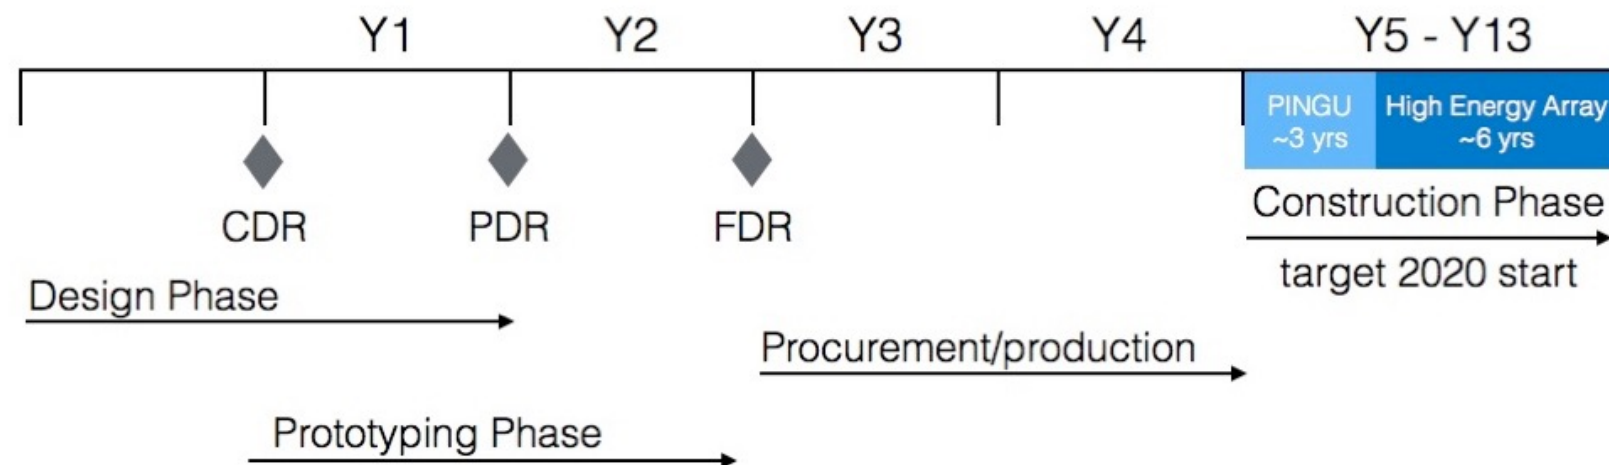 Y1
Y2
Y3
Y4
Y5 - Y13
PINGU
~3 yrs
High Energy Array
~6 yrs
CDR
PDR
FDR
Construction Phase
target 2020 start
Design Phase
Procurement/production
Prototyping Phase